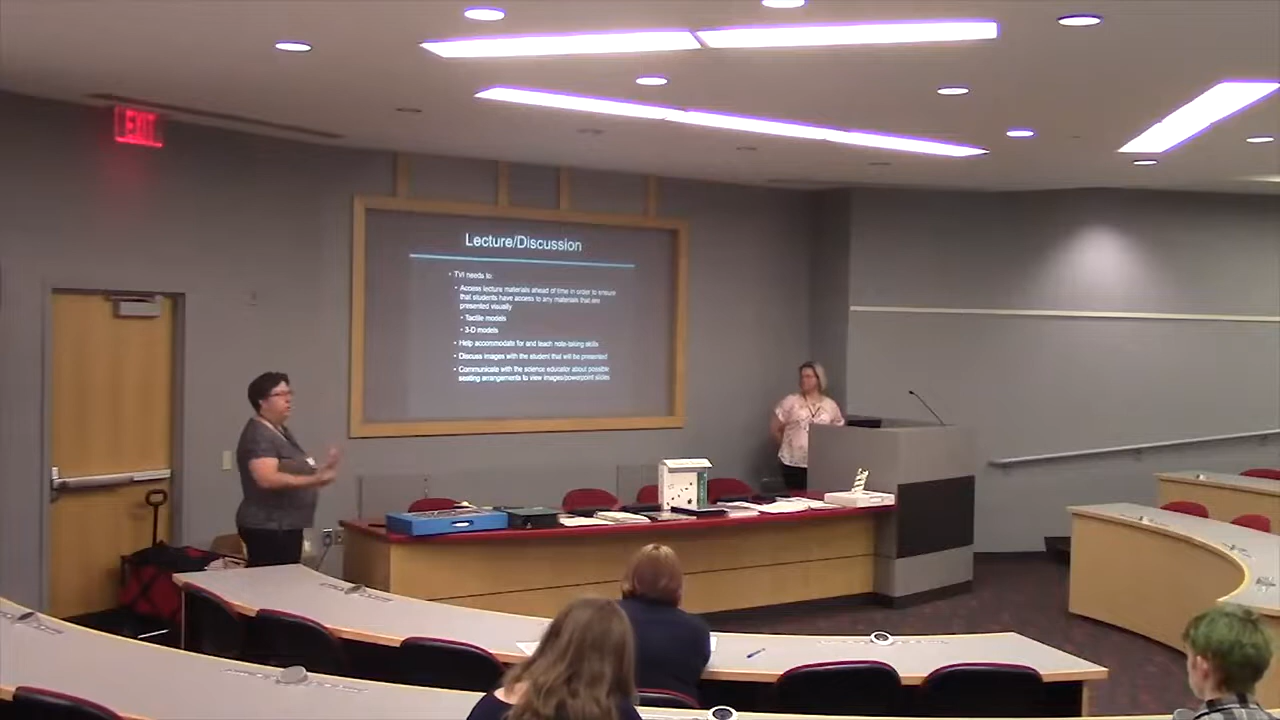 EXIT
Lecture/Discussion
• TVI needs to:
• Access lecture materials ahead of time in order to ensure
that students have access to any materials that are
presented visually
• Tactile models
• 3-D models
• Help accommodate for and teach note-taking skills
• Discuss images with the student that will be presented
• Communicate with the science educator about possible
seating arrangements to view images/powerpoint slides